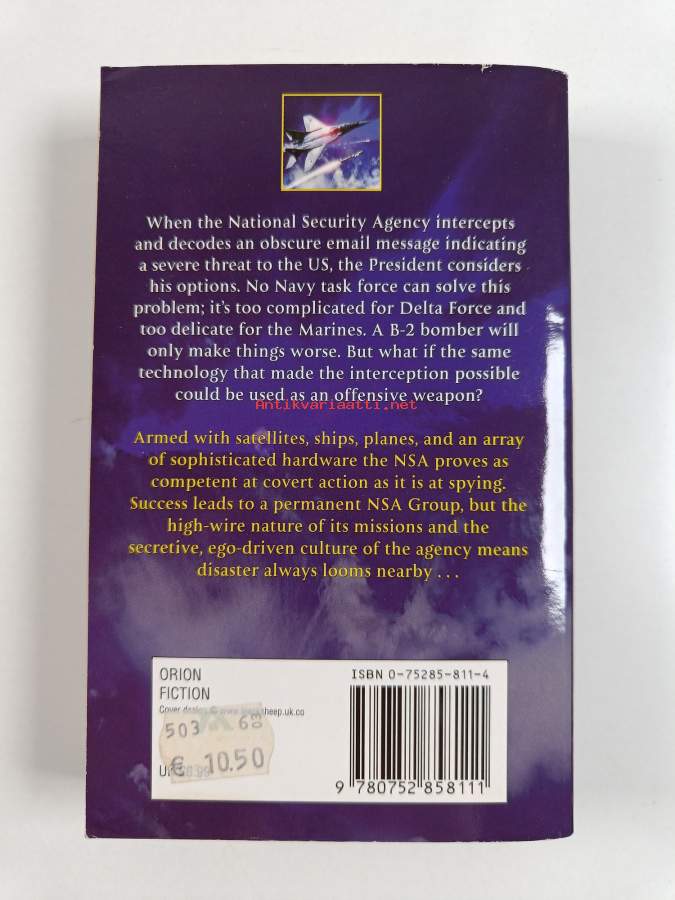 When the National Security Agency intercepts
and decodes an obscure email message indicating
a severe threat to the US, the President considers
his options. No Navy task force can solve this
problem; it's too complicated for Delta Force and
too delicate for the Marines. A B-2 bomber will
only make things worse. But what if the same
technology that made the interception possible
could be used as an offensive weapon?
Antikvariaatti.net
Armed with satellites, ships, planes, and an array
of sophisticated hardware the NSA proves as
competent at covert action as it is at spying.
Success leads to a permanent NSA Group, but the
high-wire nature of its missions and the
secretive, ego-driven culture of the agency means
disaster always looms nearby . . .
ORION
FICTION
Cover design ©
503 6
€ 10.50
ISBN 0-75285-811-4
9 780752 858111